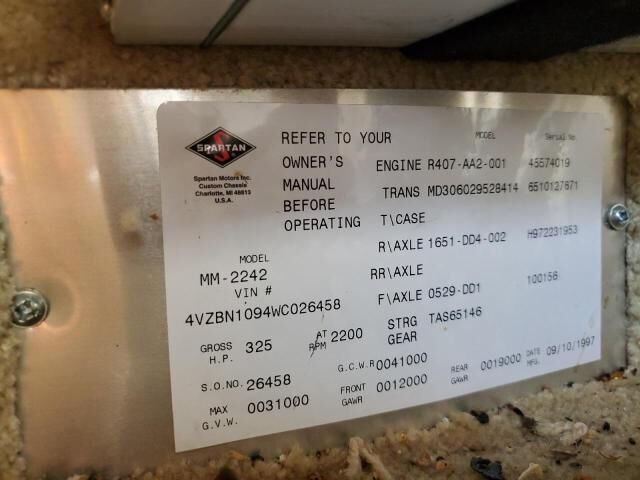 SPARTAN
Spartan Motors Inc.
Custom Chassis
Charlotte, MI 48813
U.S.A.
REFER TO YOUR
OWNER'S
MANUAL
BEFORE
OPERATING
MODEL Serial No.
ENGINE R407-AA2-001 45574019
TRANS MD306029528414 6510127671
T\CASE
R\AXLE 1651-DD4-002 H972231953
RR\AXLE
F\AXLE 0529-DD1 100156
STRG GEAR TAS65146
MODEL
MM-2242
VIN #
4VZBN1094WC026458
GROSS H.P. 325 AT RPM 2200
S.O.NO. 26458 G.C.W.R 0041000
MAX G.V.W. 0031000 FRONT GAWR 0012000 REAR GAWR 0019000 DATE MFG. 09/10/1997